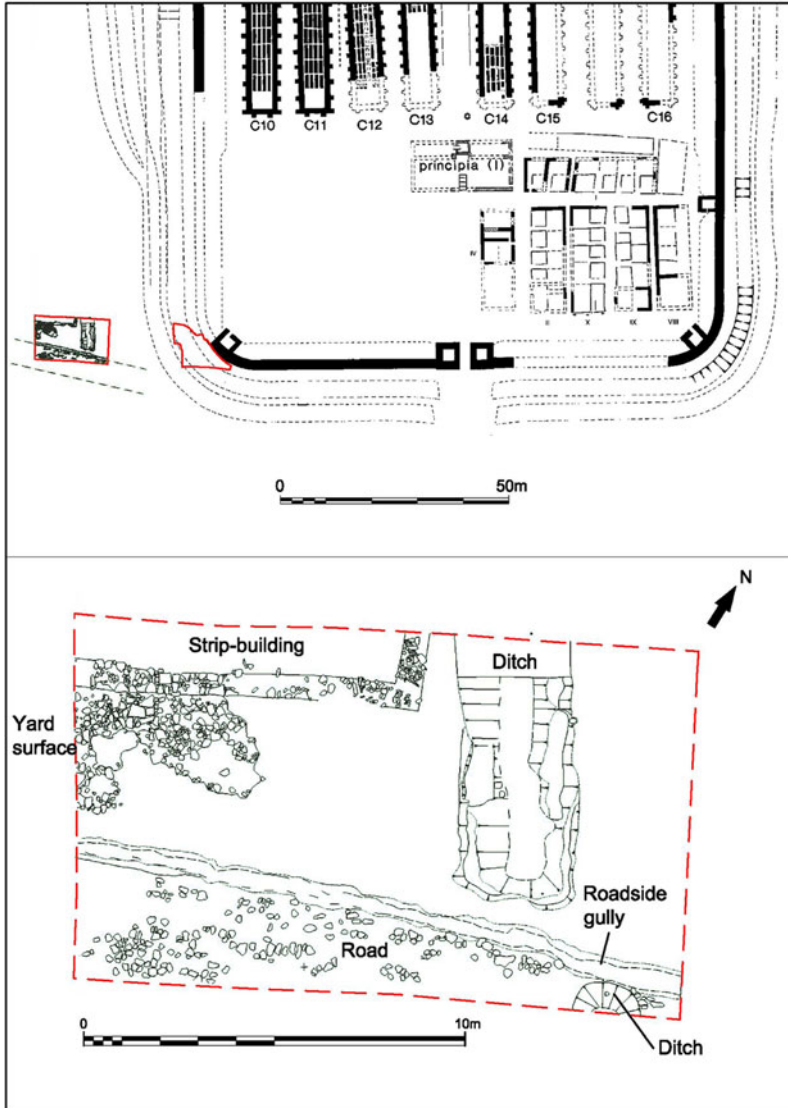 C10 C11 C12 C13 C14 C15 C16
principia (I)
IV
II X IX VIII
0 50m
N
Strip-building
Ditch
Yard
surface
Roadside
gully
Road
0 10m
Ditch